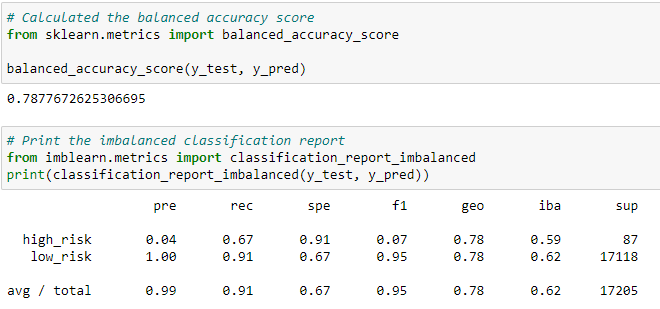 # Calculated the balanced accuracy score
from sklearn.metrics import balanced_accuracy_score
balanced_accuracy_score(y_test, y_pred)
0.7877672625306695
# Print the imbalanced classification report
from imblearn.metrics import classification_report_imbalanced
print(classification_report_imbalanced(y_test, y_pred))
pre rec spe f1 geo iba sup
high_risk 0.04 0.67 0.91 0.07 0.78 0.59 87
low_risk 1.00 0.91 0.67 0.95 0.78 0.62 17118
avg / total 0.99 0.91 0.67 0.95 0.78 0.62 17205